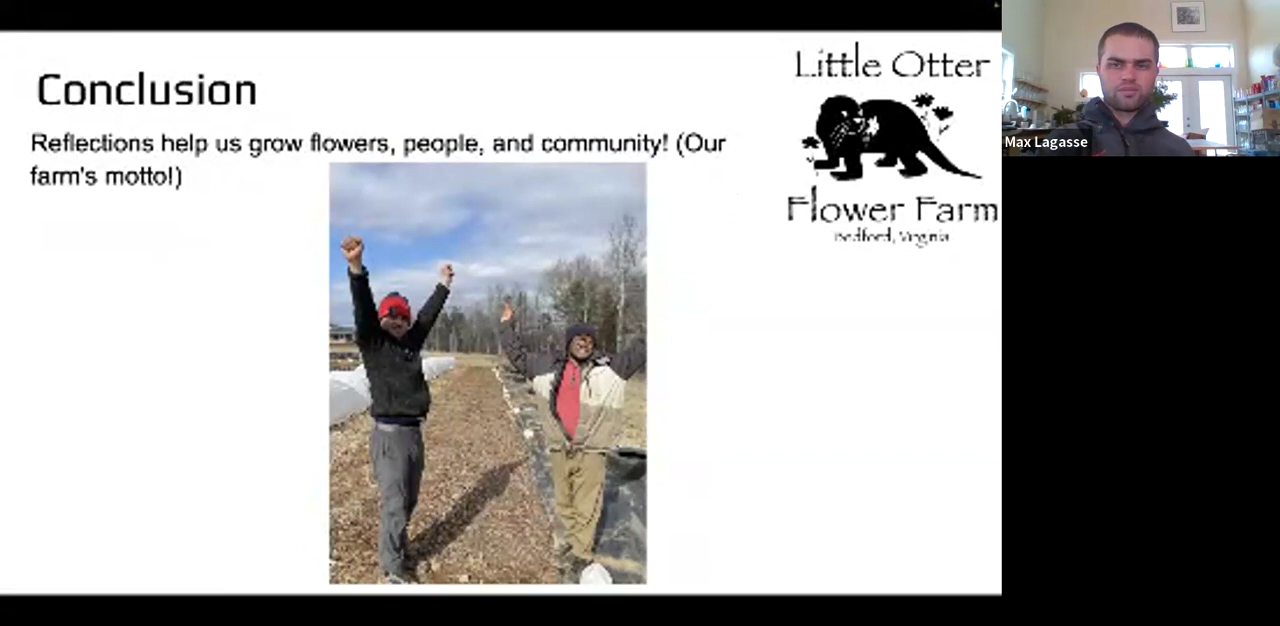 Conclusion
Reflections help us grow flowers, people, and community! (Our
farm's motto!)
Little Otter
Flower Farm
Bedford, Virginia
Max Lagasse